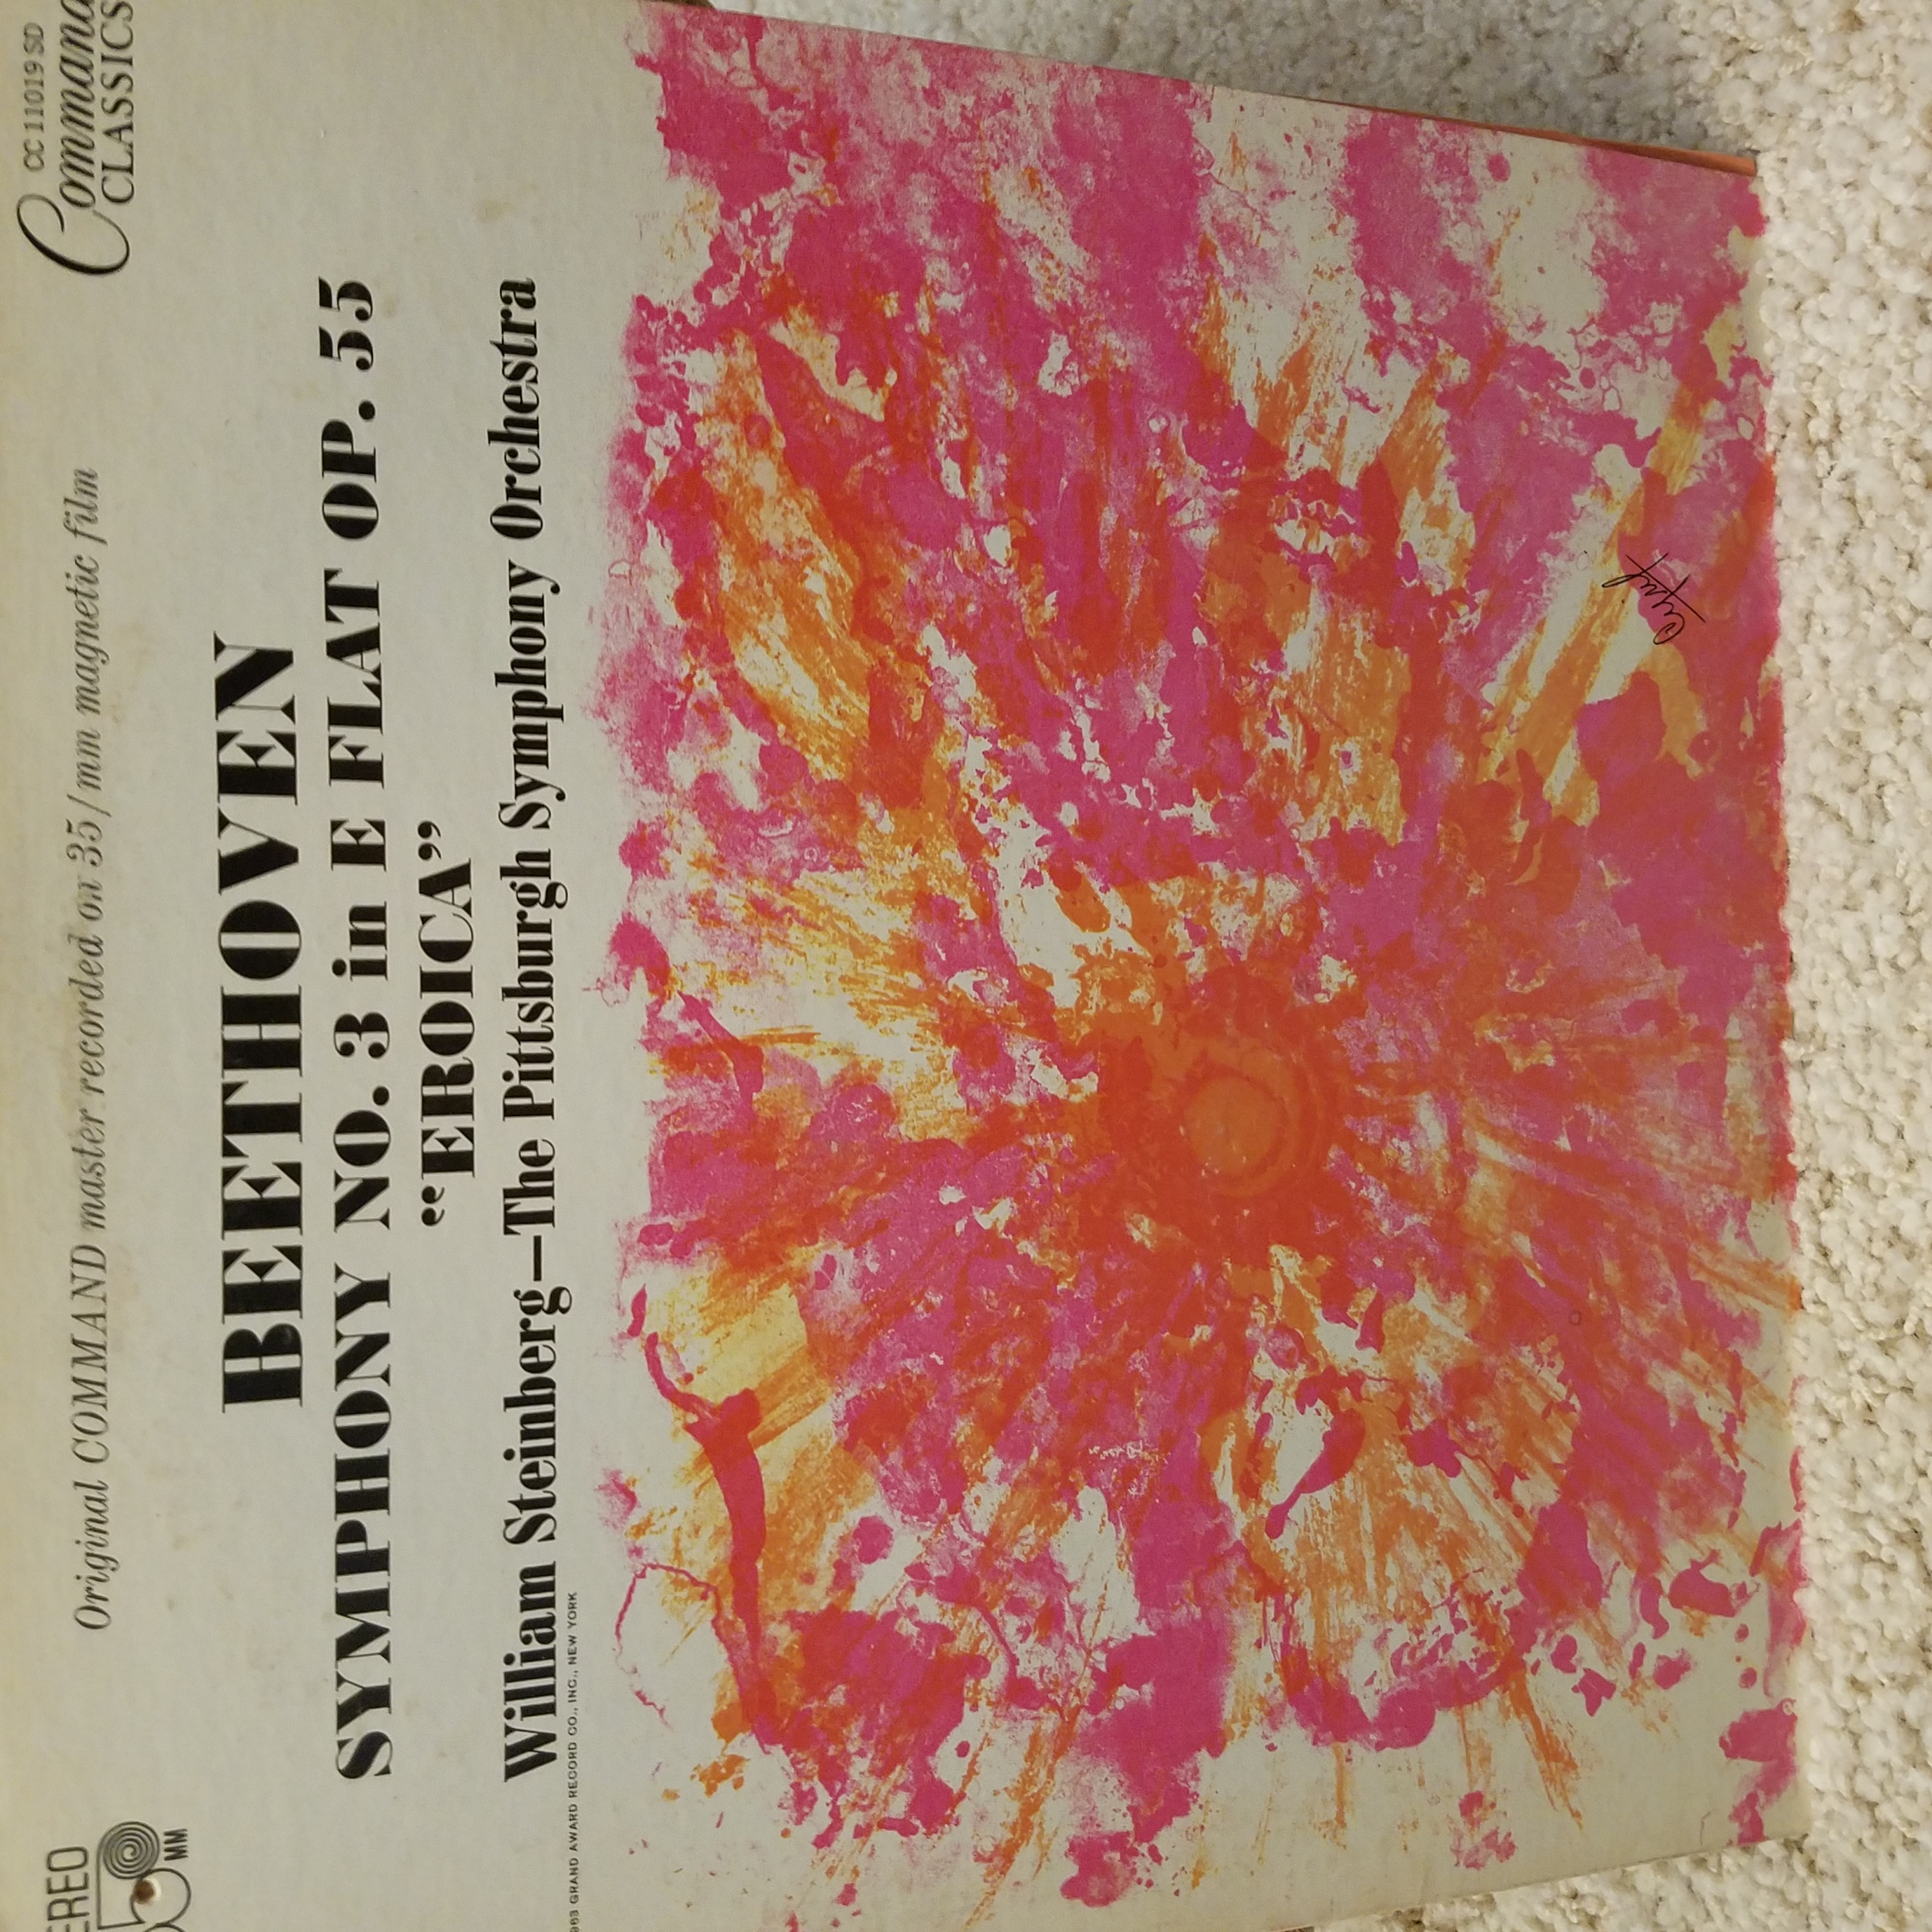 CC 11019 SD
Command
CLASSICS
Original COMMAND master recorded on 35/mm magnetic film
BEETHOVEN
SYMPHONY NO. 3 in E FLAT OP. 55
“EROICA”
William Steinberg—The Pittsburgh Symphony Orchestra
GRAND AWARD RECORD CO., INC., NEW YORK
MM